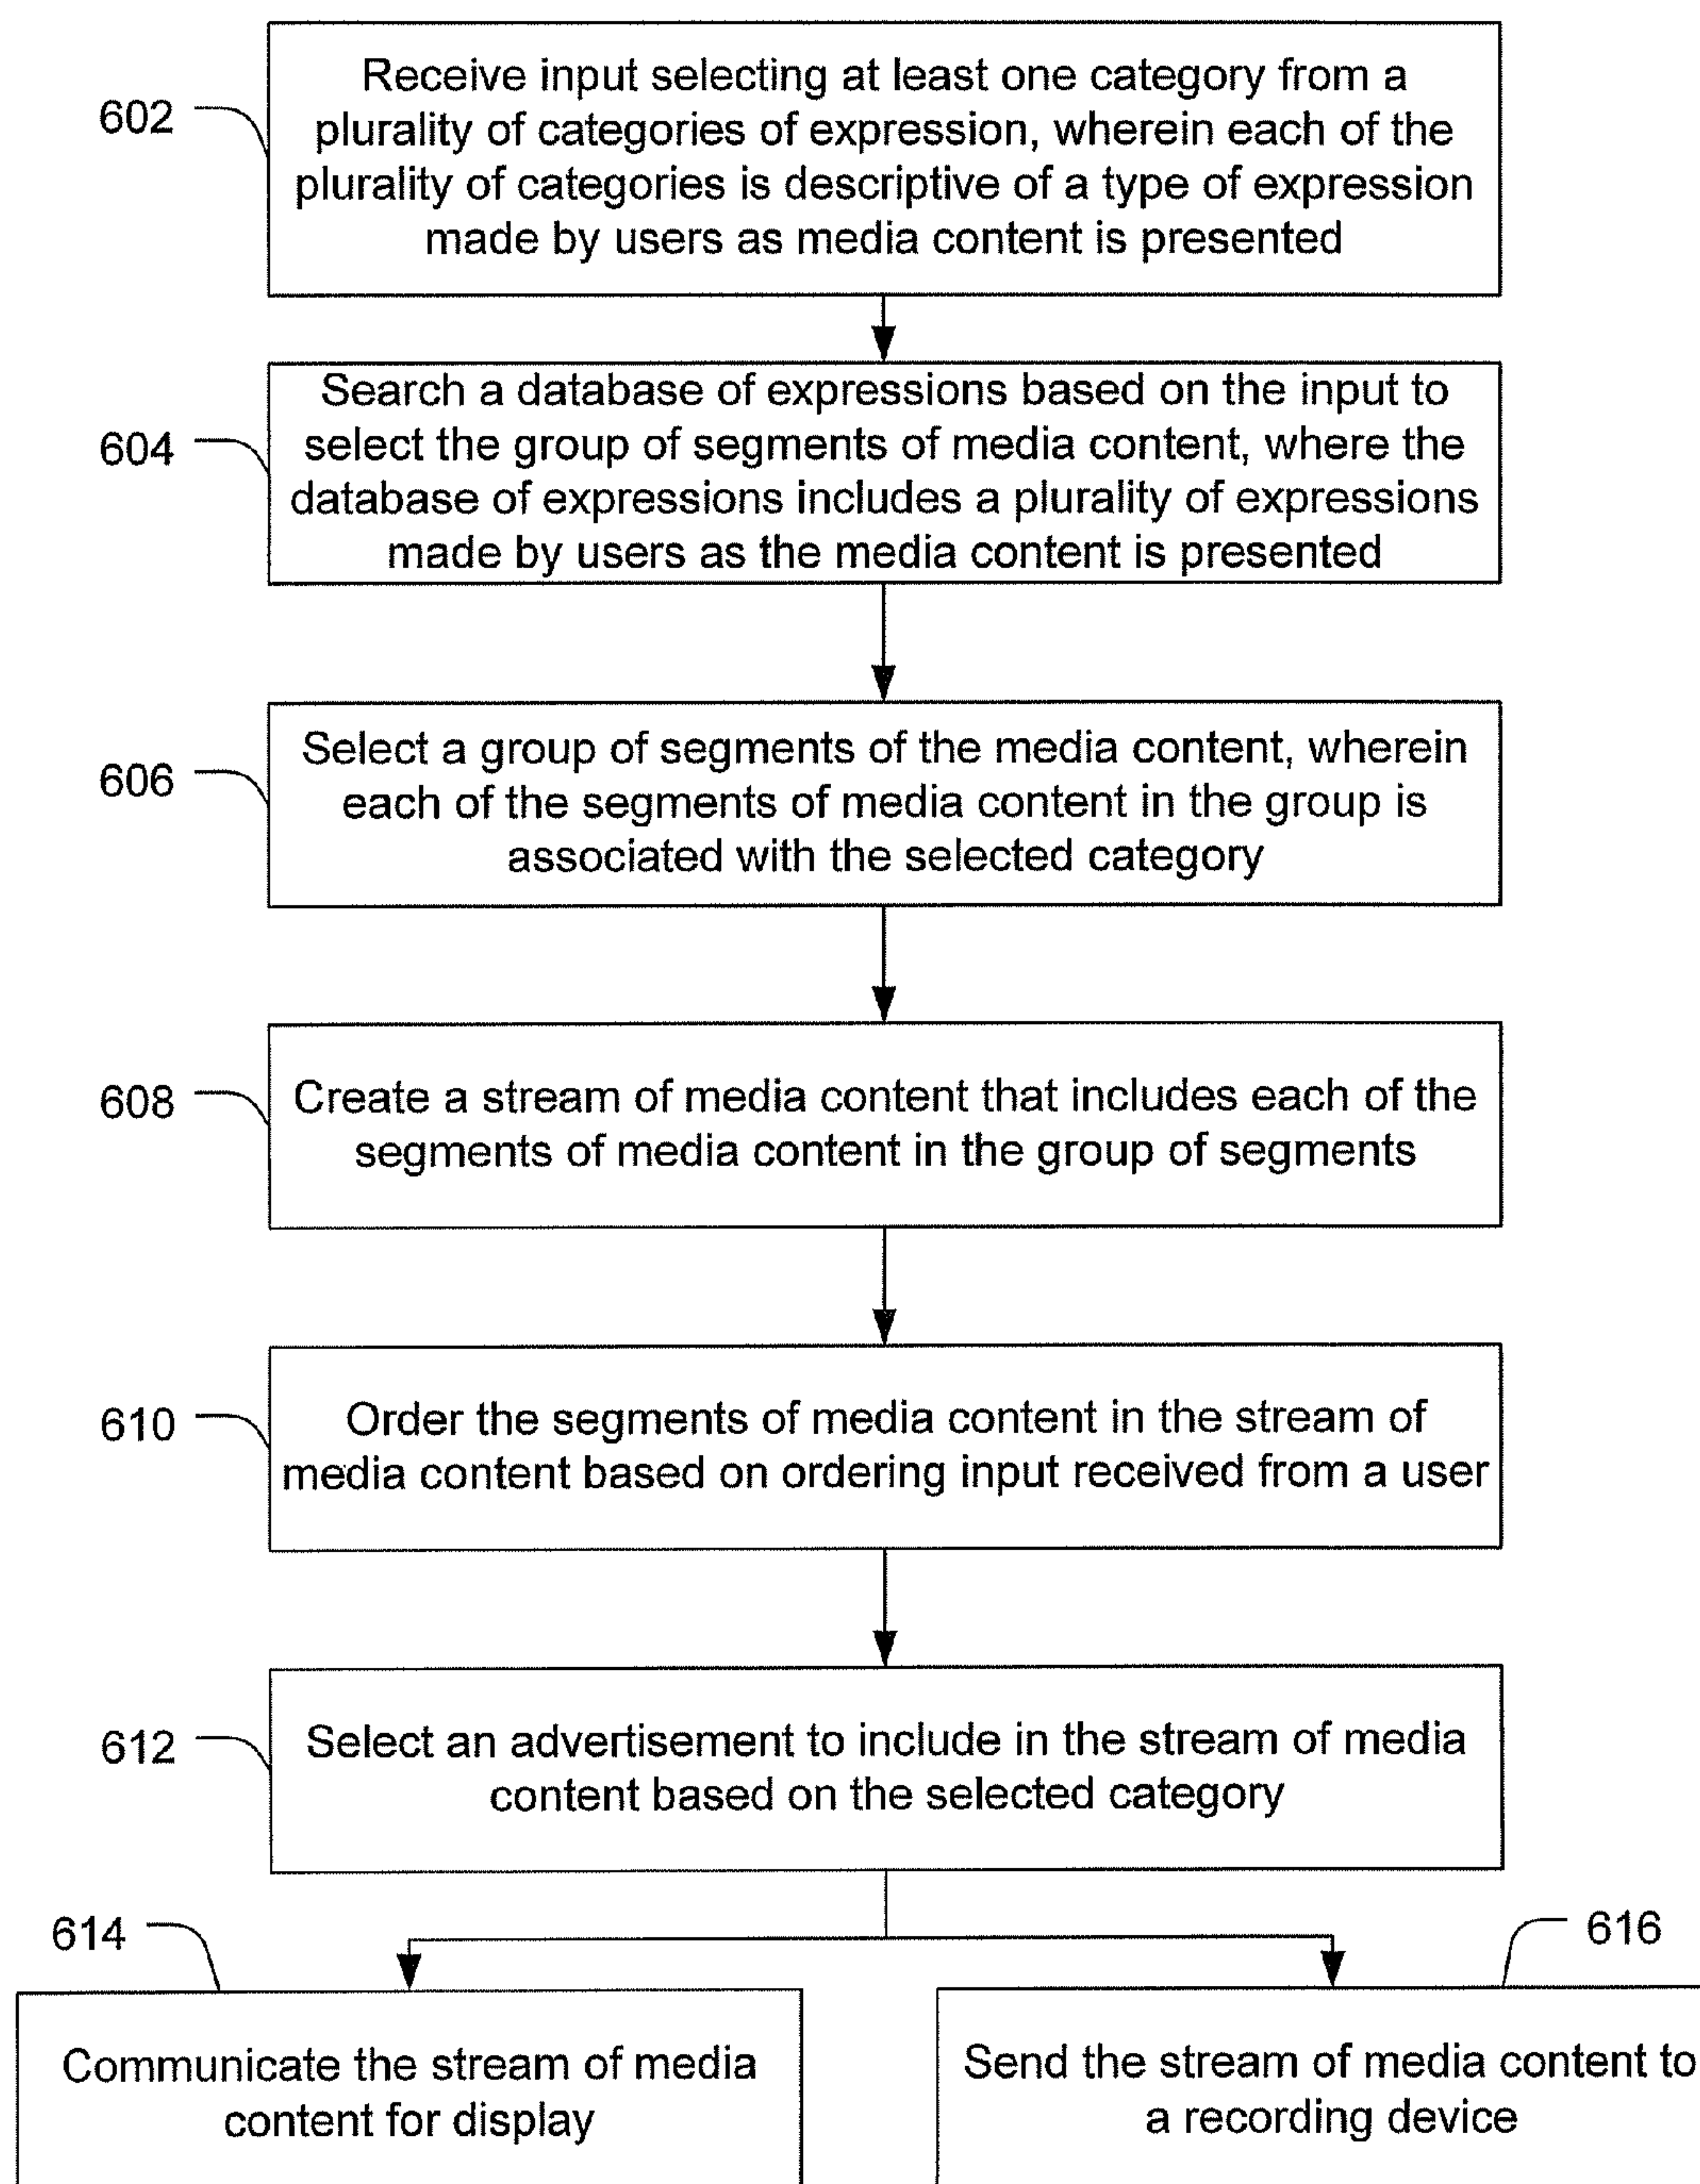 602
Receive input selecting at least one category from a
plurality of categories of expression, wherein each of the
plurality of categories is descriptive of a type of expression
made by users as media content is presented
604
Search a database of expressions based on the input to
select the group of segments of media content, where the
database of expressions includes a plurality of expressions
made by users as the media content is presented
606
Select a group of segments of the media content, wherein
each of the segments of media content in the group is
associated with the selected category
608
Create a stream of media content that includes each of the
segments of media content in the group of segments
610
Order the segments of media content in the stream of
media content based on ordering input received from a user
612
Select an advertisement to include in the stream of media
content based on the selected category
614
Communicate the stream of media
content for display
616
Send the stream of media content to
a recording device